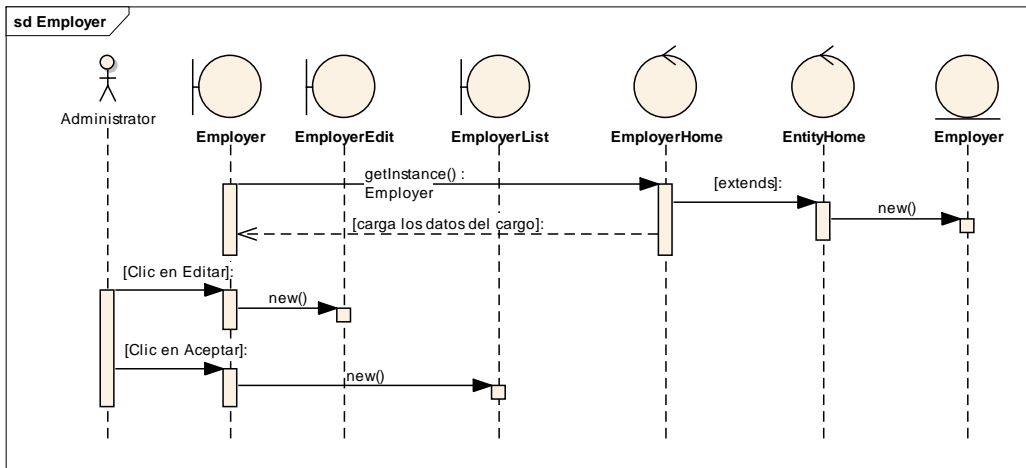 sd Employer
Administrator
Employer
EmployerEdit
EmployerList
EmployerHome
EntityHome
Employer
getInstance() :
Employer
[extends]:
new()
[carga los datos del cargo]:
[Clic en Editar]:
new()
[Clic en Aceptar]:
new()